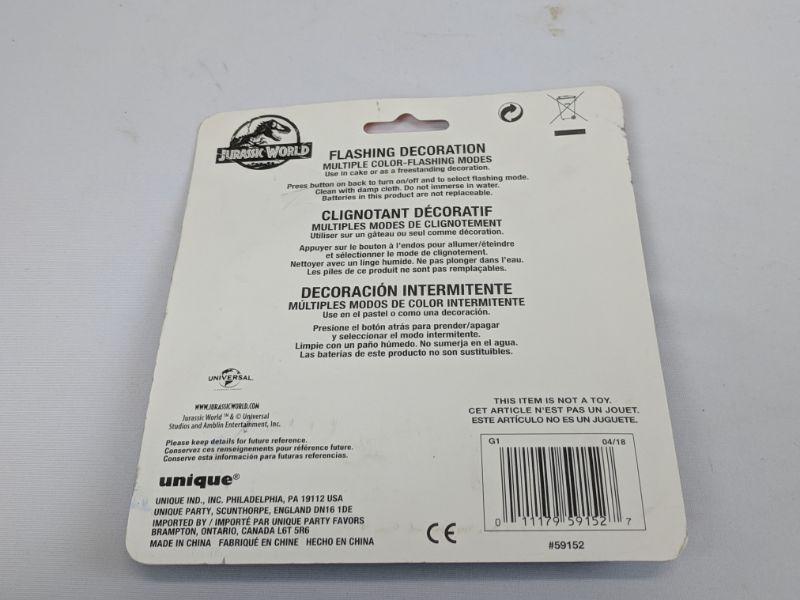 JURASSIC WORLD
FLASHING DECORATION
MULTIPLE COLOR-FLASHING MODES
Use in cake or as a freestanding decoration.
Press button on back to turn on/off and to select flashing mode.
Clean with damp cloth. Do not immerse in water.
Batteries in this product are not replaceable.
CLIGNOTANT DÉCORATIF
MULTIPLES MODES DE CLIGNOTEMENT
Utiliser sur un gâteau ou seul comme décoration.
Appuyer sur le bouton à l'endos pour allumer/éteindre
et sélectionner le mode de clignotement.
Nettoyer avec un linge humide. Ne pas plonger dans l'eau.
Les piles de ce produit ne sont pas remplaçables.
DECORACIÓN INTERMITENTE
MÚLTIPLES MODOS DE COLOR INTERMITENTE
Use en el pastel o como una decoración.
Presione el botón atrás para prender/apagar
y seleccionar el modo intermitente.
Limpie con un paño húmedo. No sumerja en el agua.
Las baterías de este producto no son sustituibles.
UNIVERSAL
WWW.JURASSICWORLD.COM
Jurassic World ™ & © Universal
Studios and Amblin Entertainment, Inc.
Please keep details for future reference.
Conservez ces renseignements pour référence future.
Conserve esta información para futuras referencias.
unique®
UNIQUE IND., INC. PHILADELPHIA, PA 19112 USA
UNIQUE PARTY, SCUNTHORPE, ENGLAND DN16 1DE
IMPORTED BY / IMPORTÉ PAR UNIQUE PARTY FAVORS
BRAMPTON, ONTARIO, CANADA L6T 5R6
MADE IN CHINA FABRIQUÉ EN CHINE HECHO EN CHINA
CE
THIS ITEM IS NOT A TOY.
CET ARTICLE N'EST PAS UN JOUET.
ESTE ARTÍCULO NO ES UN JUGUETE.
G1 04/18
0 11179 59152 7
#59152